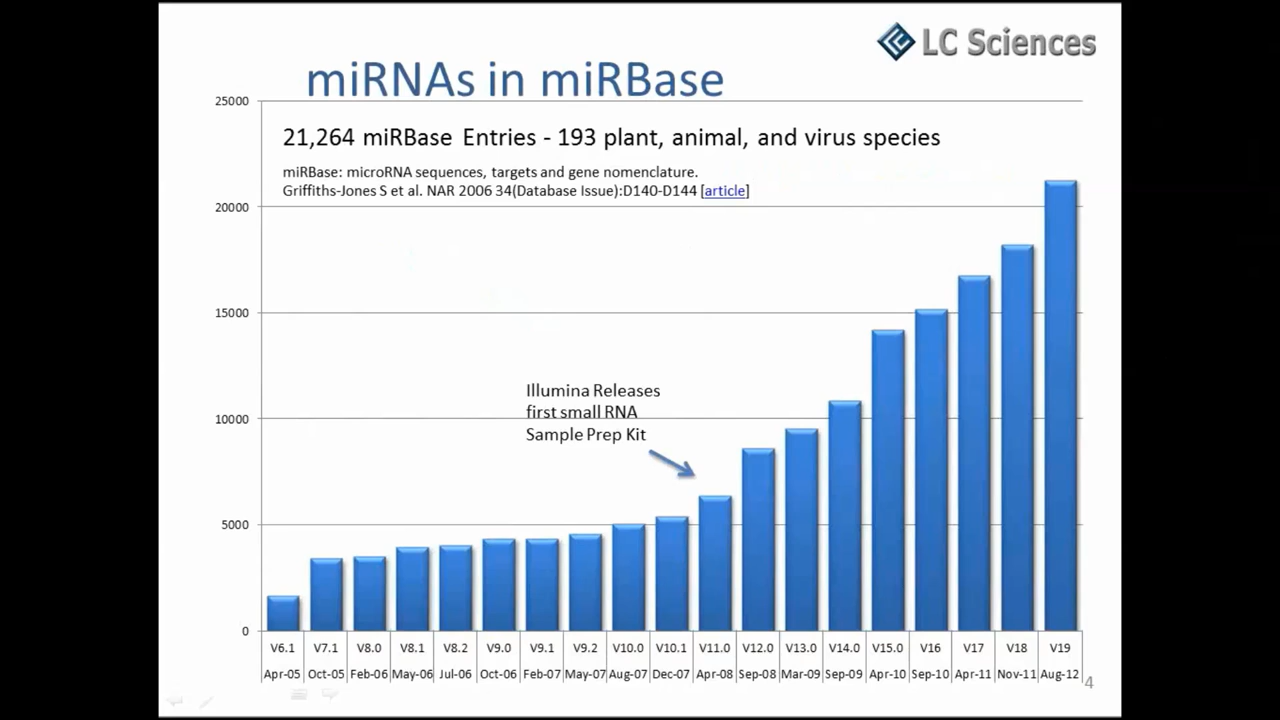 LC Sciences
miRNAs in miRBase
25000
21,264 miRBase Entries - 193 plant, animal, and virus species
miRBase: microRNA sequences, targets and gene nomenclature.
Griffiths-Jones S et al. NAR 2006 34(Database Issue):D140-D144 [article]
20000
15000
Illumina Releases
first small RNA
Sample Prep Kit
10000
5000
0
V6.1 V7.1 V8.0 V8.1 V8.2 V9.0 V9.1 V9.2 V10.0 V10.1 V11.0 V12.0 V13.0 V14.0 V15.0 V16 V17 V18 V19
Apr-05 Oct-05 Feb-06 May-06 Jul-06 Oct-06 Feb-07 May-07 Aug-07 Dec-07 Apr-08 Sep-08 Mar-09 Sep-09 Apr-10 Sep-10 Apr-11 Nov-11 Aug-12
4